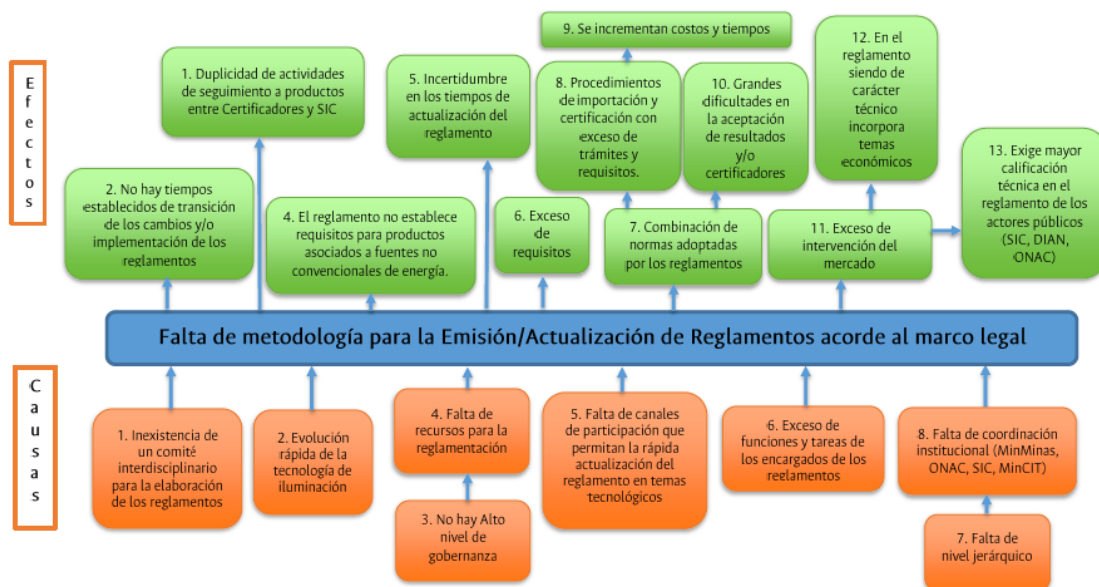 Efectos
9. Se incrementan costos y tiempos
12. En el
reglamento
siendo de
carácter
técnico
incorpora
temas
económicos
1. Duplicidad de actividades
de seguimiento a productos
entre Certificadores y SIC
5. Incertidumbre
en los tiempos de
actualización del
reglamento
8. Procedimientos
de importación y
certificación con
exceso de
trámites y
requisitos.
10. Grandes
dificultades en
la aceptación
de resultados
y/o
certificadores
13. Exige mayor
calificación
técnica en el
reglamento de los
actores públicos
(SIC, DIAN,
ONAC)
2. No hay tiempos
establecidos de transición
de los cambios y/o
implementación de los
reglamentos
4. El reglamento no establece
requisitos para productos
asociados a fuentes no
convencionales de energía.
6. Exceso
de
requisitos
7. Combinación de
normas adoptadas
por los reglamentos
11. Exceso de
intervención del
mercado
Falta de metodología para la Emisión/Actualización de Reglamentos acorde al marco legal
Causas
1. Inexistencia de
un comité
interdisciplinario
para la elaboración
de los reglamentos
2. Evolución
rápida de la
tecnología de
iluminación
4. Falta de
recursos para la
reglamentación
3. No hay Alto
nivel de
gobernanza
5. Falta de canales
de participación que
permitan la rápida
actualización del
reglamento en temas
tecnológicos
6. Exceso de
funciones y tareas de
los encargados de los
reglamentos
8. Falta de coordinación
institucional (MinMinas,
ONAC, SIC, MinCIT)
7. Falta de
nivel jerárquico